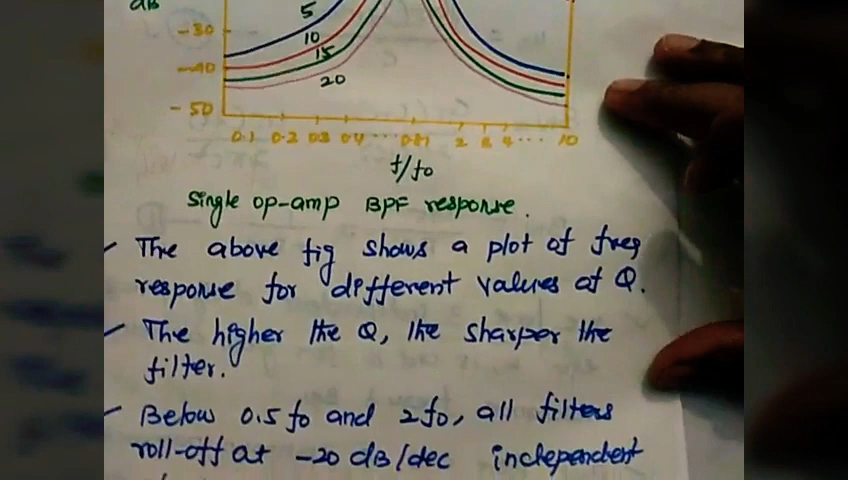 dB
5
-30
10
15
-40
20
-50
0.1 0.2 0.3 0.4 ... 0.81 2 3 4 ... 10
f/fo
Single op-amp BPF response.
The above fig shows a plot of freq
response for different values of Q.
The higher the Q, the sharper the
filter.
Below 0.5 fo and 2fo, all filters
roll-off at -20 dB/dec independent